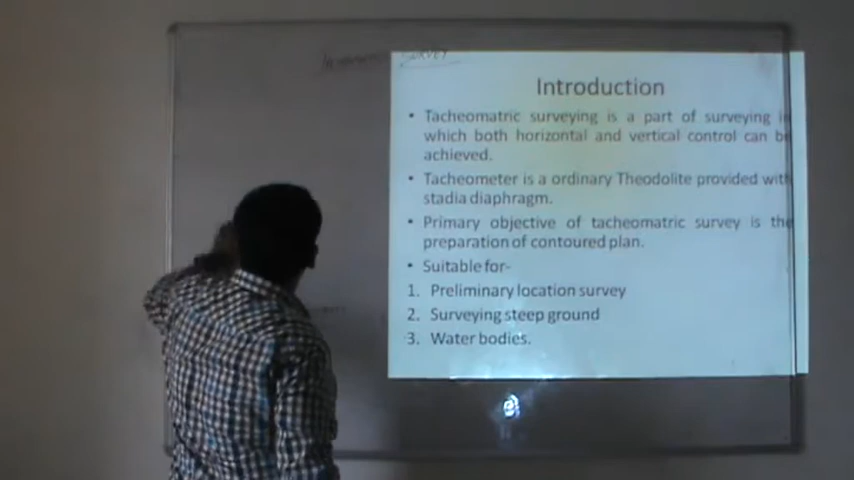 SURVEY
Introduction
• Tacheomatric surveying is a part of surveying in
which both horizontal and vertical control can be
achieved.
• Tacheometer is a ordinary Theodolite provided with
stadia diaphragm.
• Primary objective of tacheomatric survey is the
preparation of contoured plan.
• Suitable for-
1. Preliminary location survey
2. Surveying steep ground
3. Water bodies.